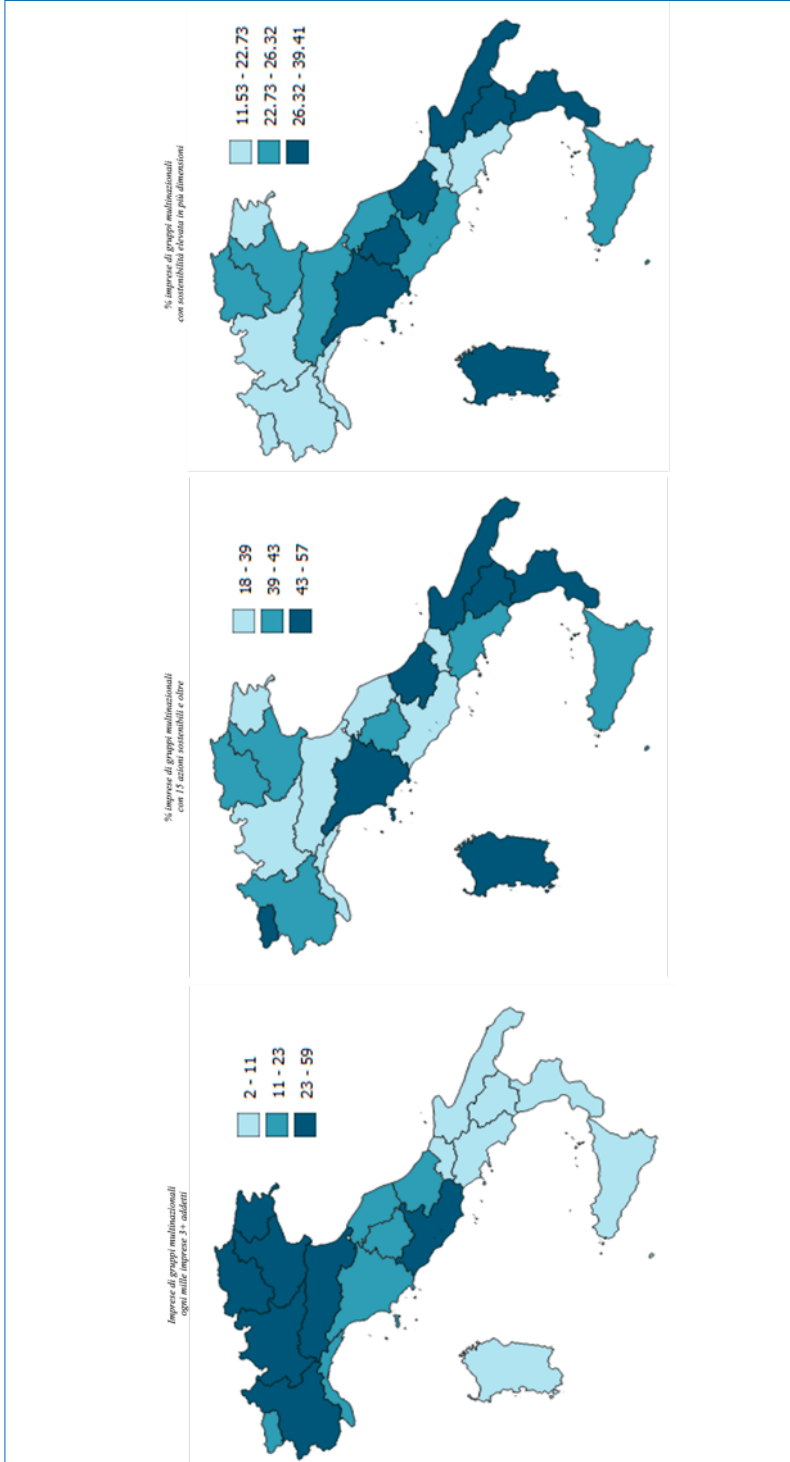 Imprese di gruppi multinazionali
ogni mille imprese 3+ addetti
2 - 11
11 - 23
23 - 59
% imprese di gruppi multinazionali
con 15 azioni sostenibili e oltre
18 - 39
39 - 43
43 - 57
% imprese di gruppi multinazionali
con sostenibilità elevata in più dimensioni
11.53 - 22.73
22.73 - 26.32
26.32 - 39.41